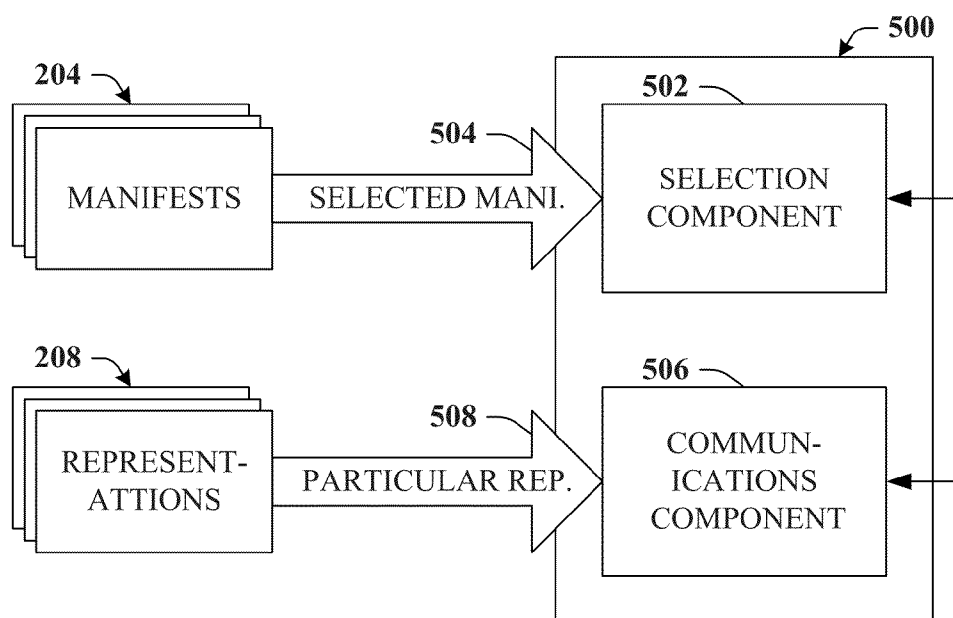 500
204
502
504
MANIFESTS
SELECTED MANI.
SELECTION
COMPONENT
208
506
508
REPRESENT-
ATTIONS
PARTICULAR REP.
COMMUN-
ICATIONS
COMPONENT